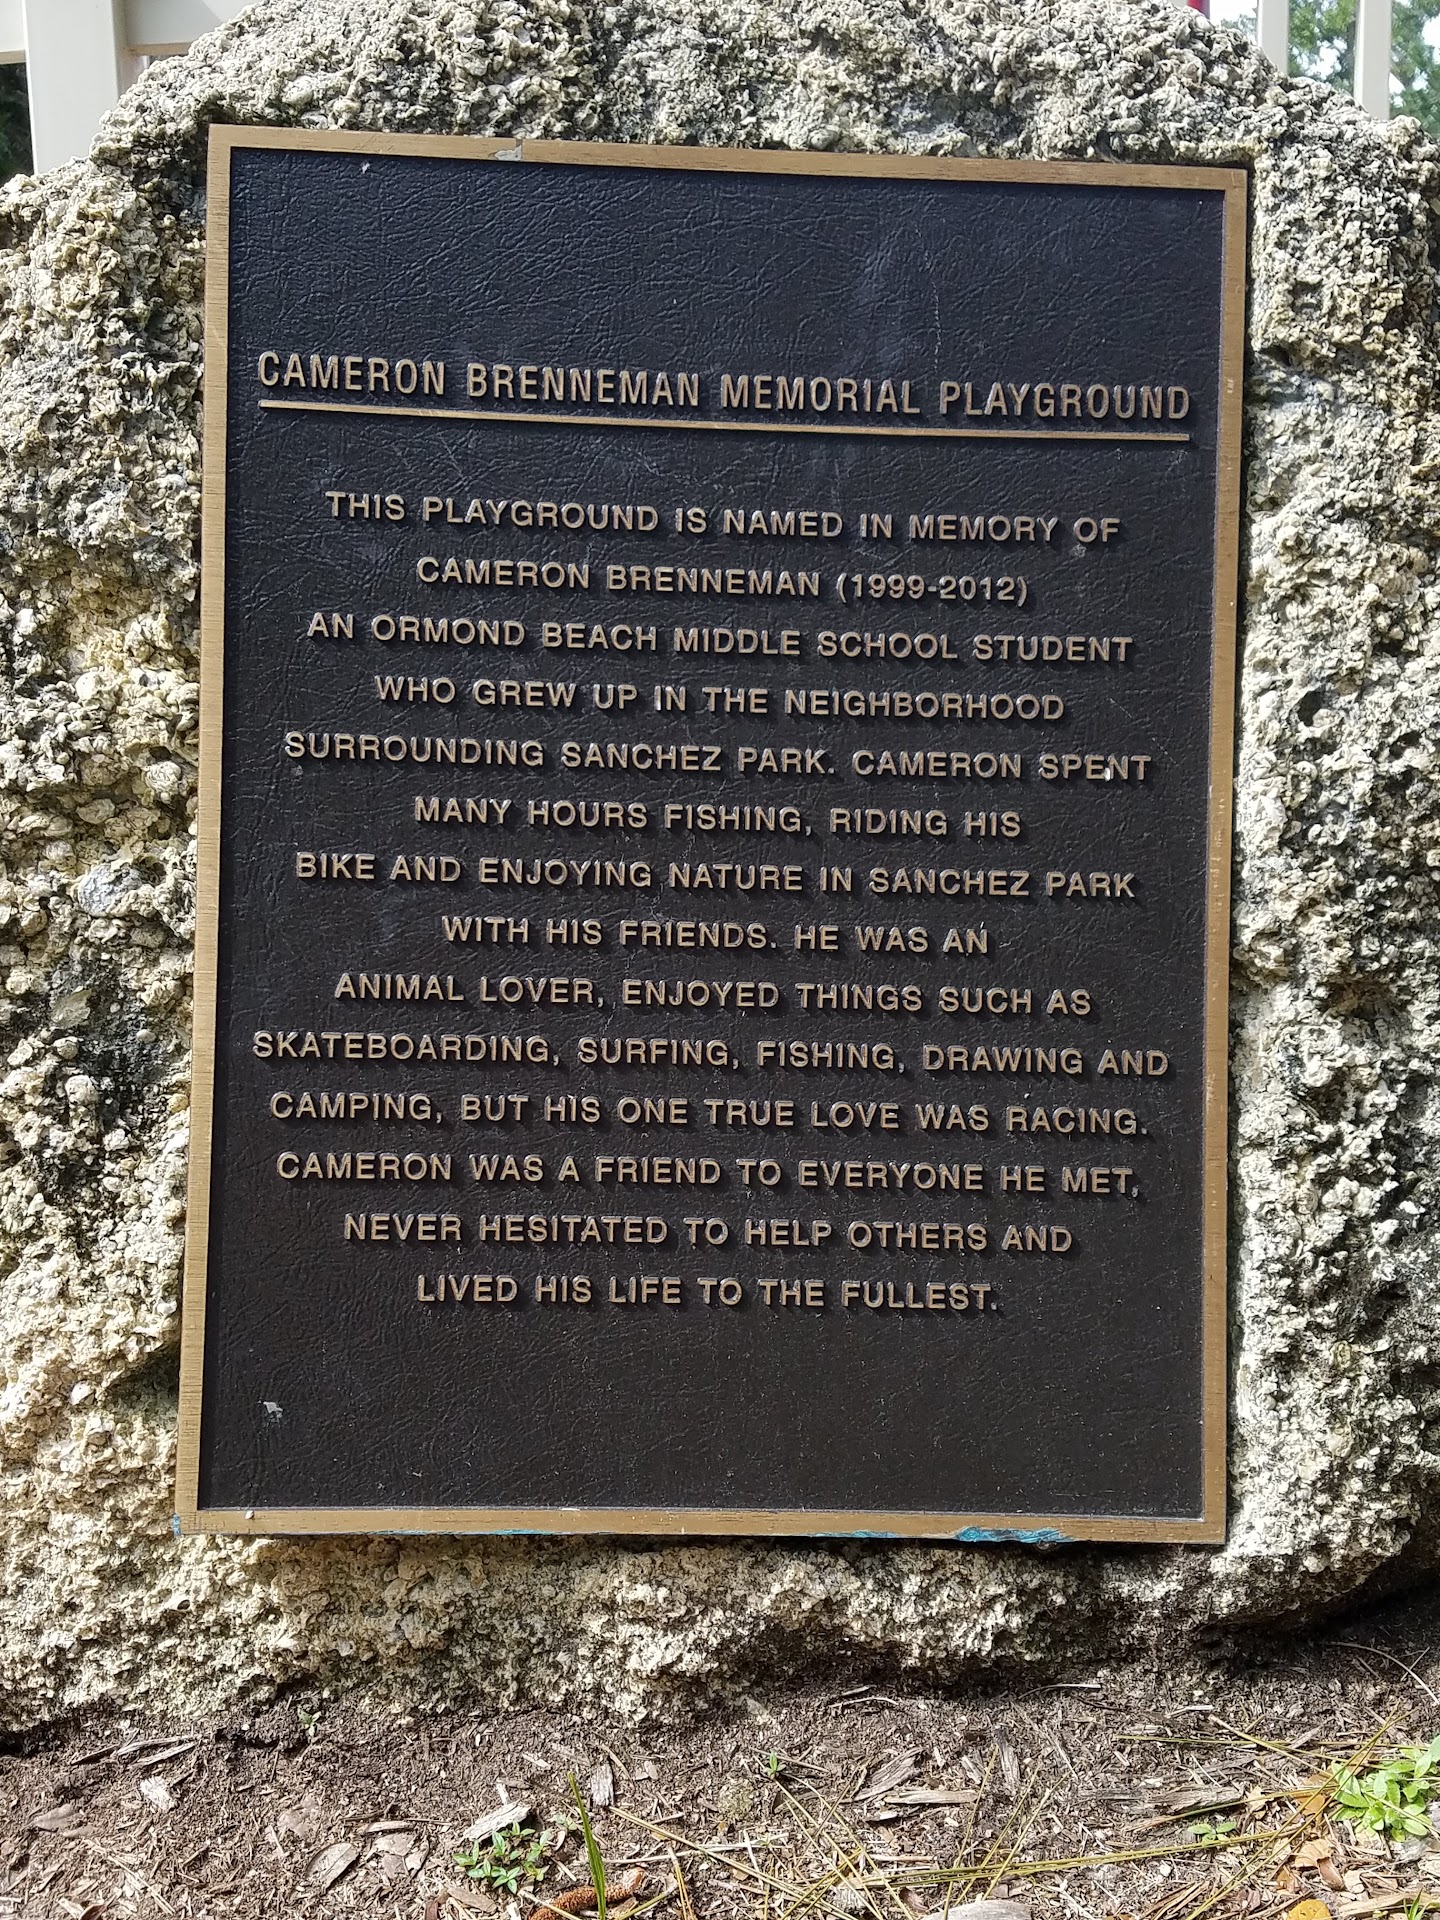 CAMERON BRENNEMAN MEMORIAL PLAYGROUND
THIS PLAYGROUND IS NAMED IN MEMORY OF
CAMERON BRENNEMAN (1999-2012)
AN ORMOND BEACH MIDDLE SCHOOL STUDENT
WHO GREW UP IN THE NEIGHBORHOOD
SURROUNDING SANCHEZ PARK. CAMERON SPENT
MANY HOURS FISHING, RIDING HIS
BIKE AND ENJOYING NATURE IN SANCHEZ PARK
WITH HIS FRIENDS. HE WAS AN
ANIMAL LOVER, ENJOYED THINGS SUCH AS
SKATEBOARDING, SURFING, FISHING, DRAWING AND
CAMPING, BUT HIS ONE TRUE LOVE WAS RACING.
CAMERON WAS A FRIEND TO EVERYONE HE MET,
NEVER HESITATED TO HELP OTHERS AND
LIVED HIS LIFE TO THE FULLEST.